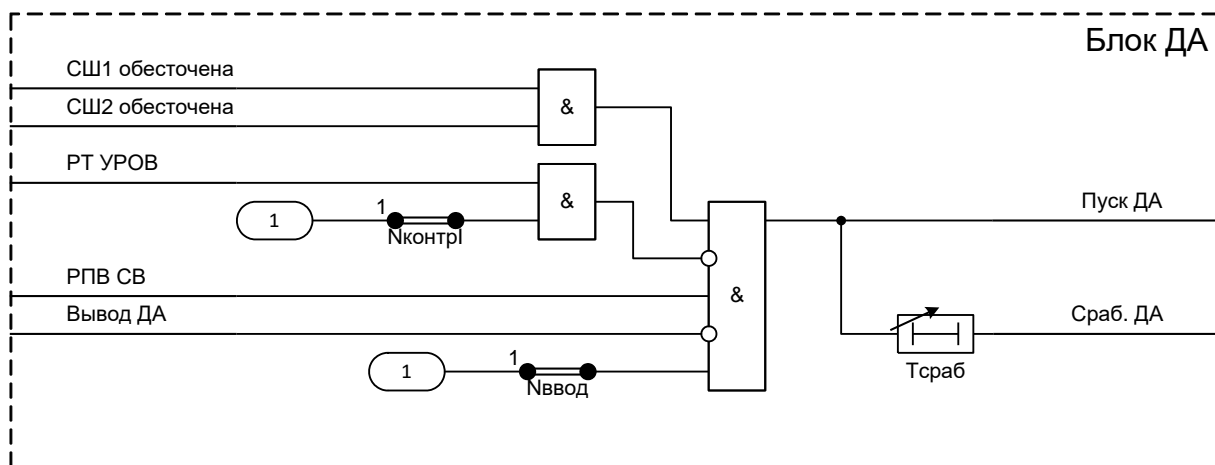 Блок ДА
СШ1 обесточена
СШ2 обесточена
&
РТ УРОВ
&
1
1
NконтрI
Пуск ДА
РПВ СВ
&
Вывод ДА
Сраб. ДА
1
1
Nввод
Тсраб